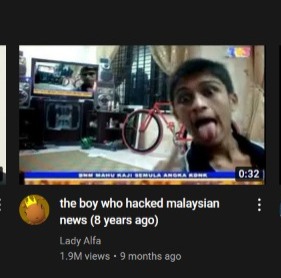 BNM MAHU KAJI SEMULA ANGKA KDNK
0:32
the boy who hacked malaysian
news (8 years ago)
Lady Alfa
1.9M views • 9 months ago